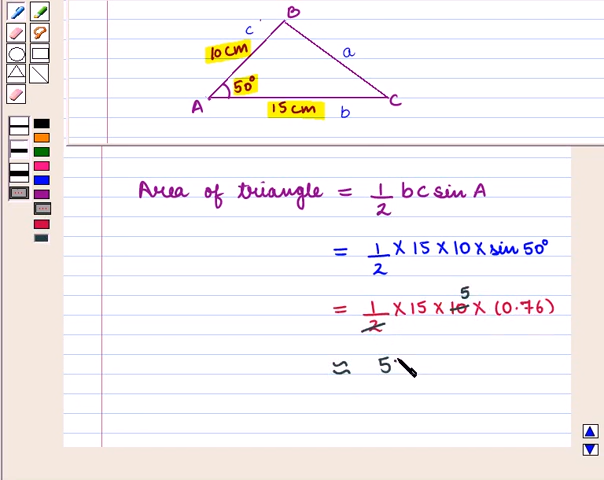 B
c
10 cm
a
50°
A
15 cm
C
b
Area of triangle = 1/2 bc sin A
= 1/2 × 15 × 10 × sin 50°
5
= 1/2 × 15 × 10 × (0.76)
≈ 5